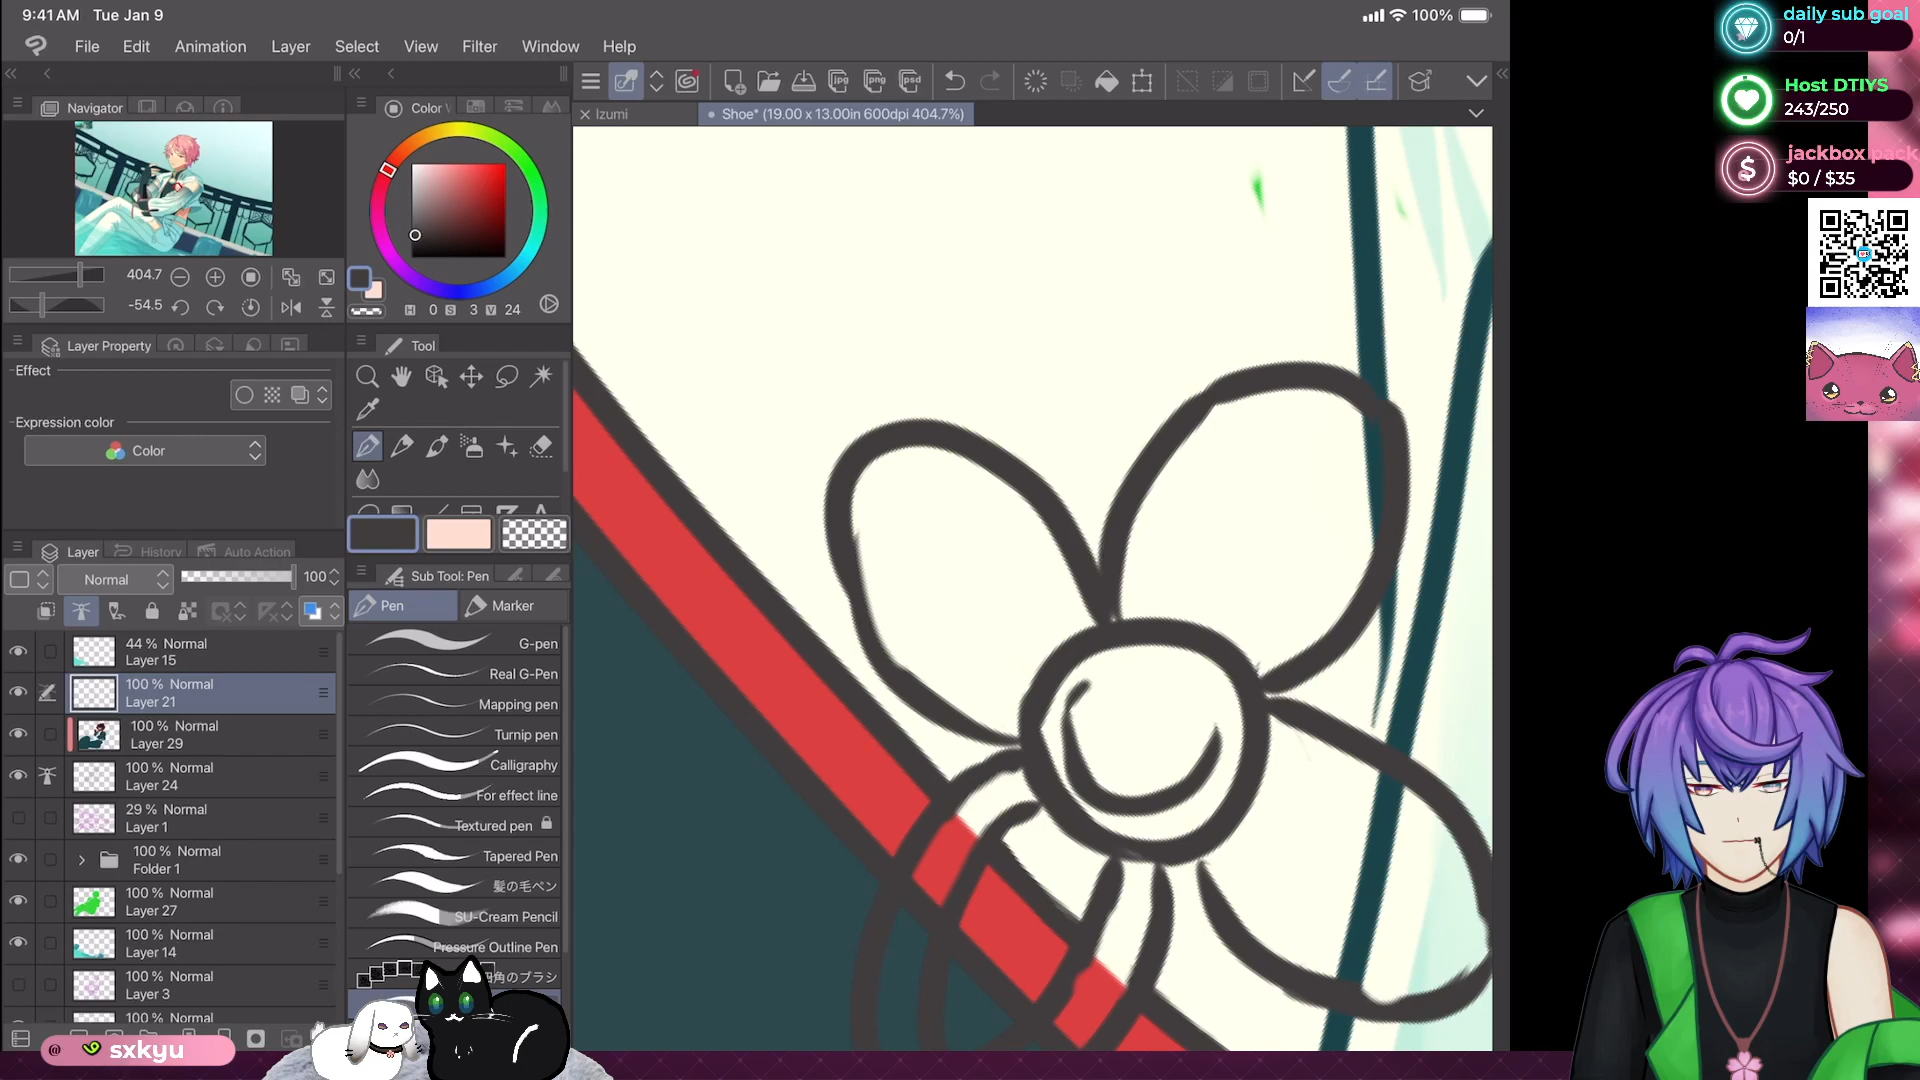 9:41 AM Tue Jan 9
100%
File Edit Animation Layer Select View Filter Window Help
Navigator
Color
jpg png psd
Izumi
Shoe* (19.00 x 13.00in 600dpi 404.7%)
404.7
-54.5
H 0 S 3 V 24
Layer Property
Tool
Effect
Expression color
Color
Layer History Auto Action
Normal 100
Sub Tool: Pen
Pen Marker
G-pen
Real G-Pen
Mapping pen
Turnip pen
Calligraphy
For effect line
Textured pen
Tapered Pen
髪の毛ペン
SU-Cream Pencil
Pressure Outline Pen
角のブラシ
44 % Normal
Layer 15
100 % Normal
Layer 21
100 % Normal
Layer 29
100 % Normal
Layer 24
29 % Normal
Layer 1
100 % Normal
Folder 1
100 % Normal
Layer 27
100 % Normal
Layer 14
100 % Normal
Layer 3
100 % Normal
@ sxkyu
daily sub goal
0/1
Host DTIYS
243/250
jackbox pack
$0 / $35